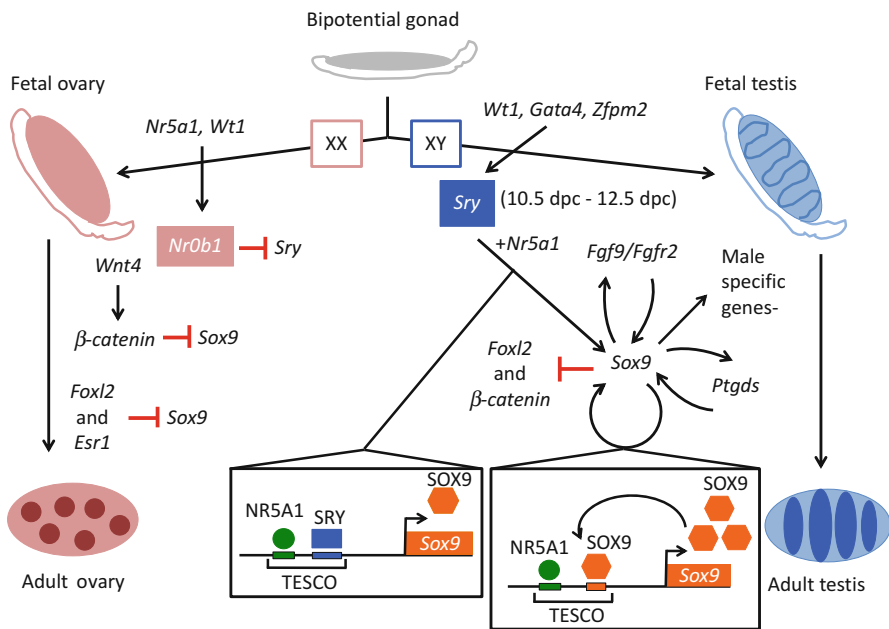 Bipotential gonad
Fetal ovary
Fetal testis
Nr5a1, Wt1
XX
XY
Wt1, Gata4, Zfpm2
Sry
(10.5 dpc - 12.5 dpc)
Nr0b1
Sry
+Nr5a1
Fgf9/Fgfr2
Male
specific
genes-
Wnt4
β-catenin
Sox9
Foxl2
and
β-catenin
Sox9
Ptgds
Foxl2
and
Esr1
Sox9
Adult ovary
NR5A1
SRY
SOX9
Sox9
TESCO
NR5A1
SOX9
SOX9
Sox9
TESCO
Adult testis